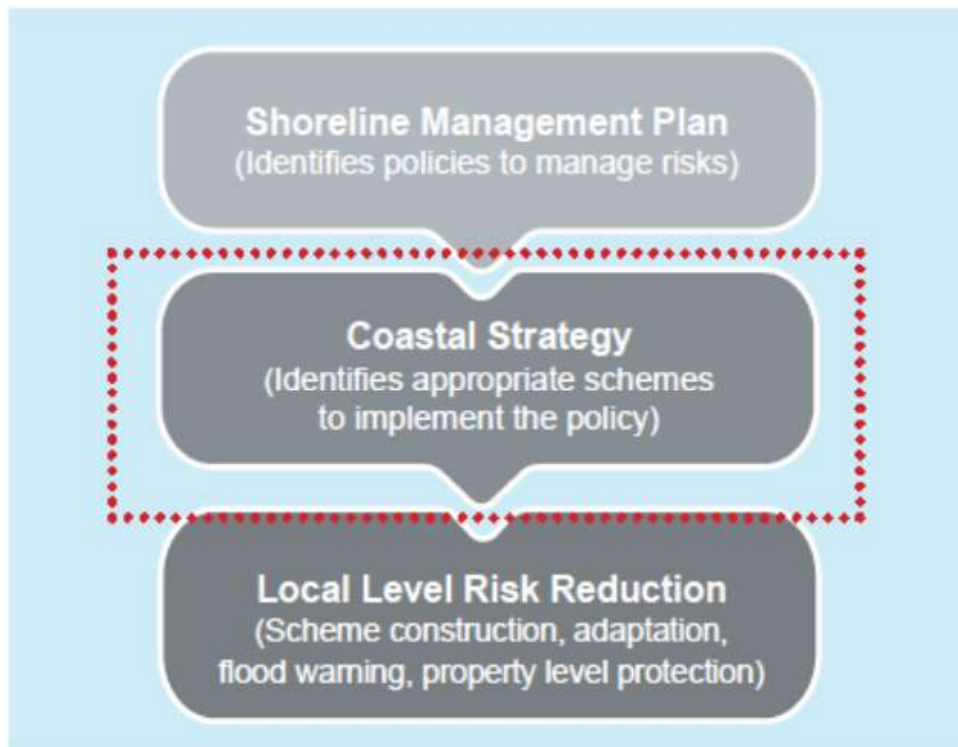 Shoreline Management Plan
(Identifies policies to manage risks)
Coastal Strategy
(Identifies appropriate schemes
to implement the policy)
Local Level Risk Reduction
(Scheme construction, adaptation,
flood warning, property level protection)